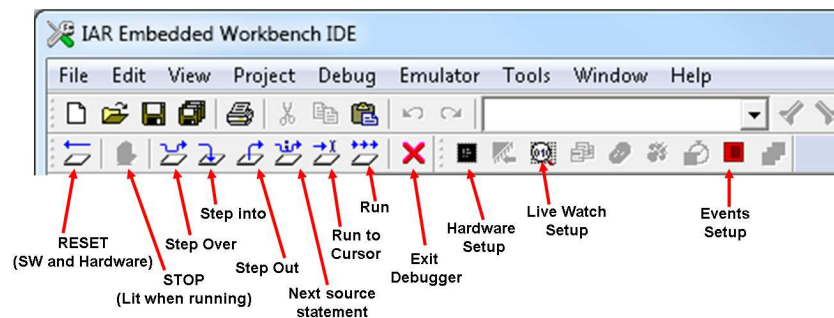 IAR Embedded Workbench IDE
File Edit View Project Debug Emulator Tools Window Help
RESET
(SW and Hardware)
STOP
(Lit when running)
Step Over
Step into
Step Out
Next source
statement
Run to
Cursor
Run
Exit
Debugger
Hardware
Setup
Live Watch
Setup
Events
Setup